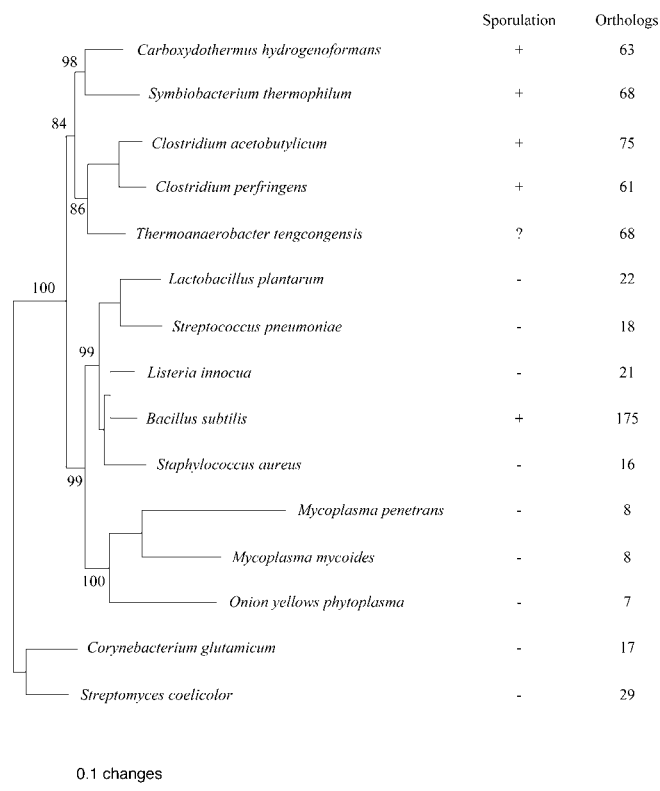 Sporulation Orthologs
98 Carboxydothermus hydrogenoformans + 63
Symbiobacterium thermophilum + 68
84
Clostridium acetobutylicum + 75
Clostridium perfringens + 61
86
Thermoanaerobacter tengcongensis ? 68
Lactobacillus plantarum - 22
100
Streptococcus pneumoniae - 18
99
Listeria innocua - 21
Bacillus subtilis + 175
Staphylococcus aureus - 16
99
Mycoplasma penetrans - 8
Mycoplasma mycoides - 8
100
Onion yellows phytoplasma - 7
Corynebacterium glutamicum - 17
Streptomyces coelicolor - 29
0.1 changes